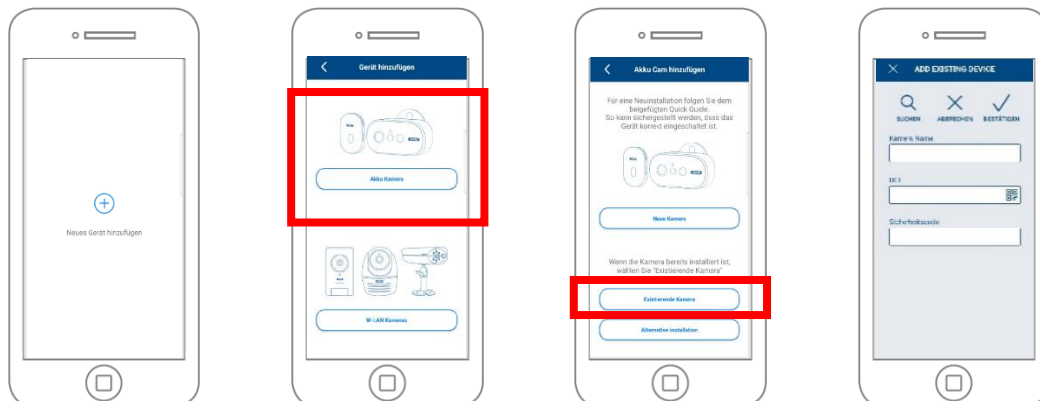 Neues Gerät hinzufügen
Gerät hinzufügen
Akku Kamera
W-LAN Kameras
Akku Cam hinzufügen
Für eine Neuinstallation folgen Sie dem
beigefügten Quick Guide.
So kann sichergestellt werden, dass das
Gerät korrekt eingeschaltet ist.
Neue Kamera
Wenn die Kamera bereits installiert ist,
wählen Sie "Existierende Kamera"
Existierende Kamera
Alternative installation
ADD EXISTING DEVICE
SUCHEN ABBRECHEN BESTÄTIGEN
Kamera Name
Sicherheitscode